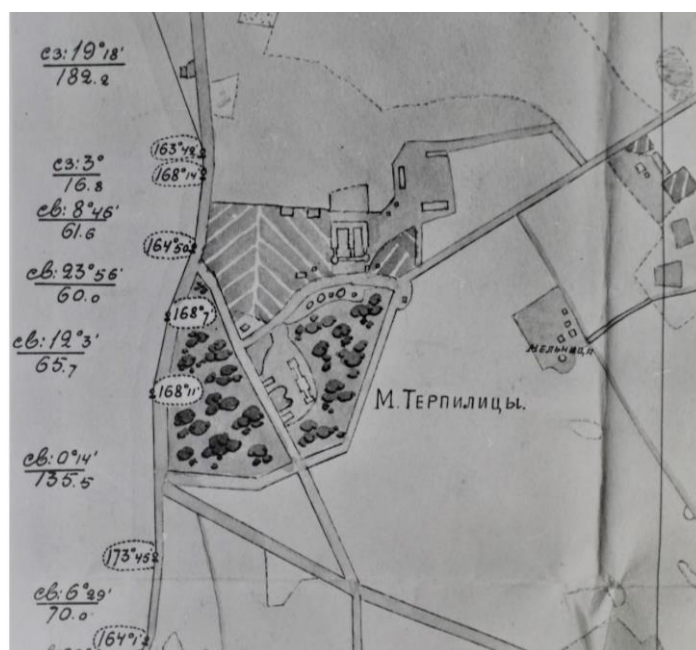 сз: 19°18'
182.2
163°42'
сз: 3°
16.8
168°14'
св: 8°46'
61.6
164°50'
св: 23°56'
60.0
168°7'
св: 12°3'
65.7
168°11'
Мельница
М. Терпилицы.
св: 0°14'
135.5
173°45'
св: 6°29'
70.0
164°1'